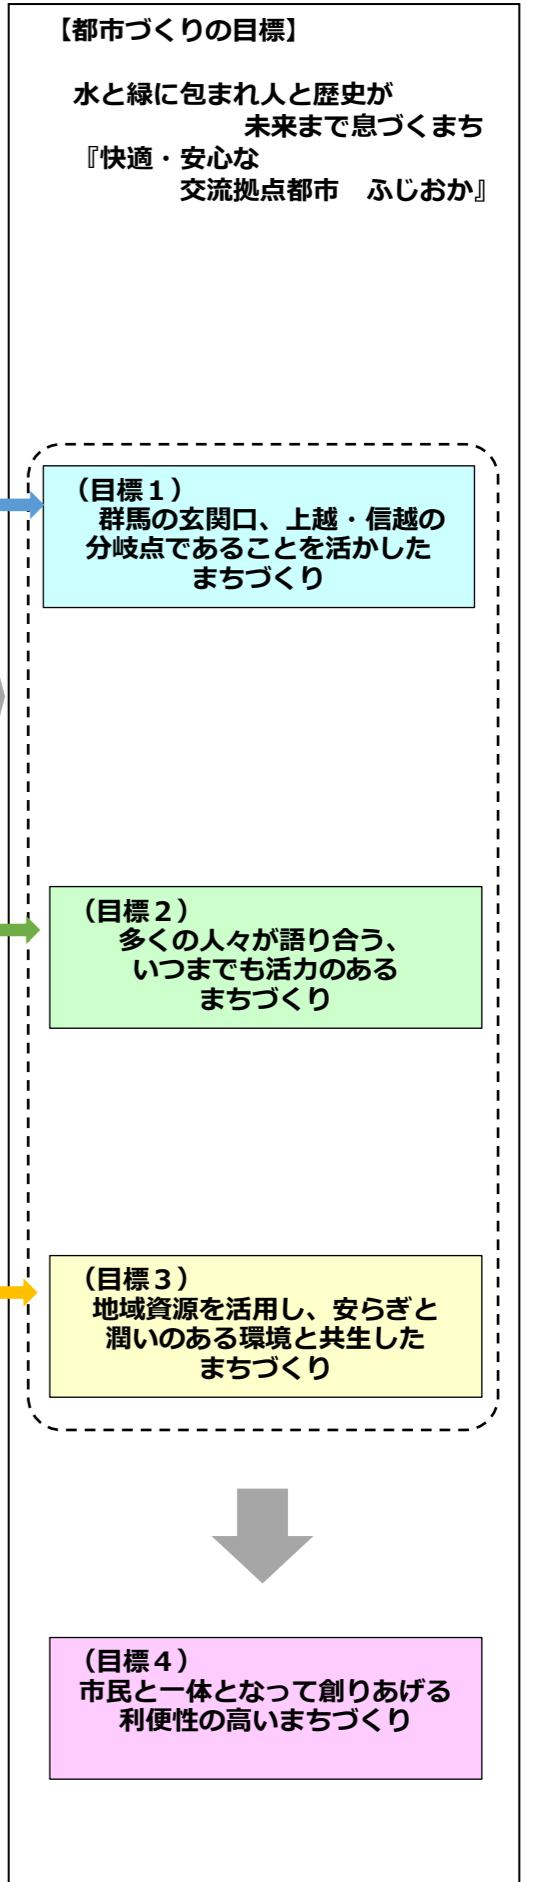 【都市づくりの目標】
水と緑に包まれ人と歴史が
未来まで息づくまち
『快適・安心な
交流拠点都市　ふじおか』
（目標１）
群馬の玄関口、上越・信越の
分岐点であることを活かした
まちづくり
（目標２）
多くの人々が語り合う、
いつまでも活力のある
まちづくり
（目標３）
地域資源を活用し、安らぎと
潤いのある環境と共生した
まちづくり
（目標４）
市民と一体となって創りあげる
利便性の高いまちづくり